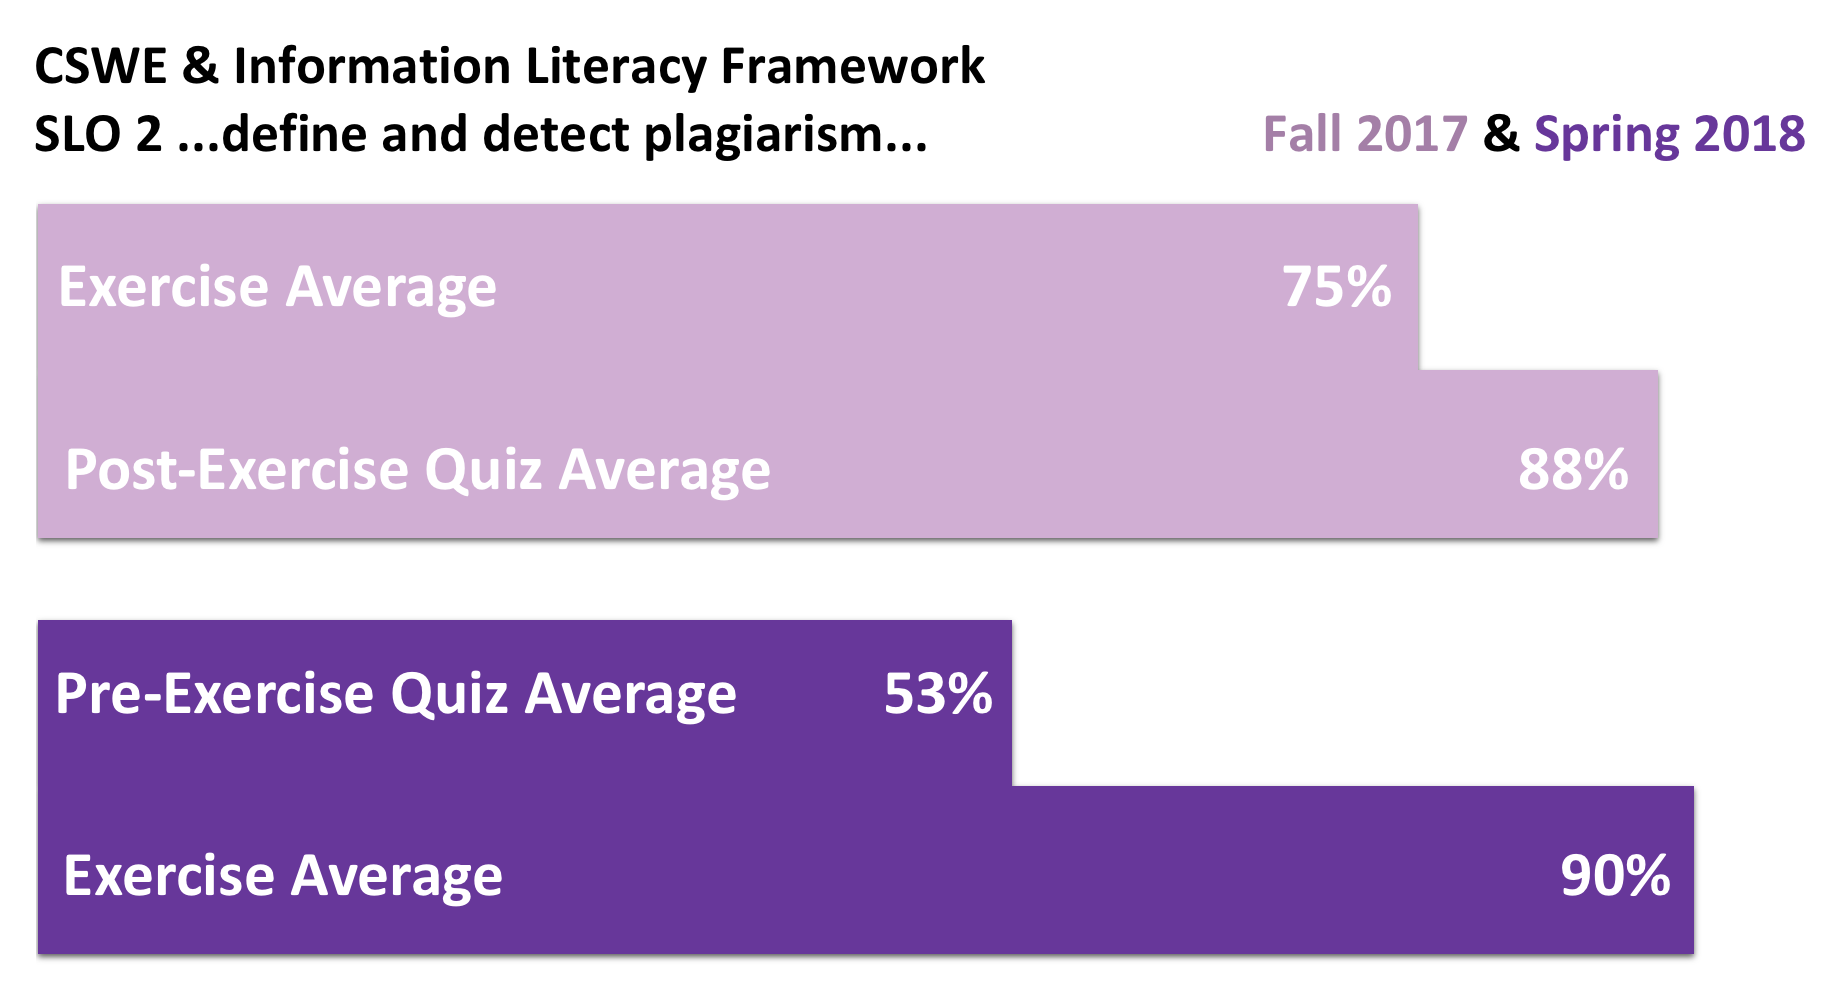 CSWE & Information Literacy Framework
SLO 2 ...define and detect plagiarism...
Fall 2017 & Spring 2018
Exercise Average 75%
Post-Exercise Quiz Average 88%
Pre-Exercise Quiz Average 53%
Exercise Average 90%